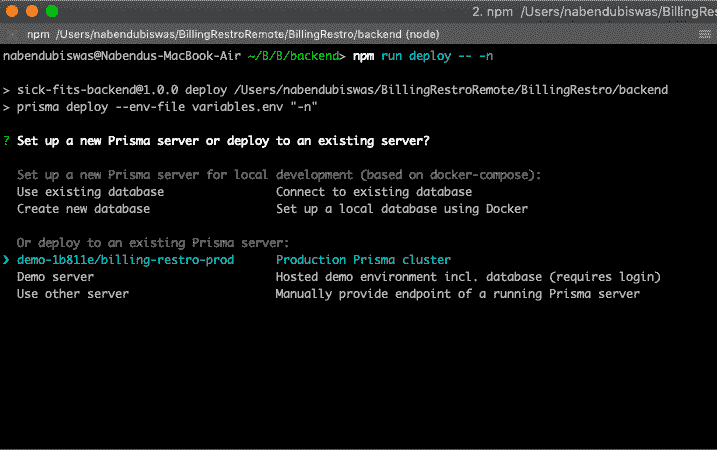 2. npm  /Users/nabendubiswas/BillingRes
npm  /Users/nabendubiswas/BillingRestroRemote/BillingRestro/backend (node)
nabendubiswas@Nabendus-MacBook-Air ~/B/B/backend> npm run deploy -- -n
> sick-fits-backend@1.0.0 deploy /Users/nabendubiswas/BillingRestroRemote/BillingRestro/backend
> prisma deploy --env-file variables.env "-n"
? Set up a new Prisma server or deploy to an existing server?
Set up a new Prisma server for local development (based on docker-compose):
Use existing database Connect to existing database
Create new database Set up a local database using Docker
Or deploy to an existing Prisma server:
❯ demo-1b811e/billing-restro-prod Production Prisma cluster
Demo server Hosted demo environment incl. database (requires login)
Use other server Manually provide endpoint of a running Prisma server